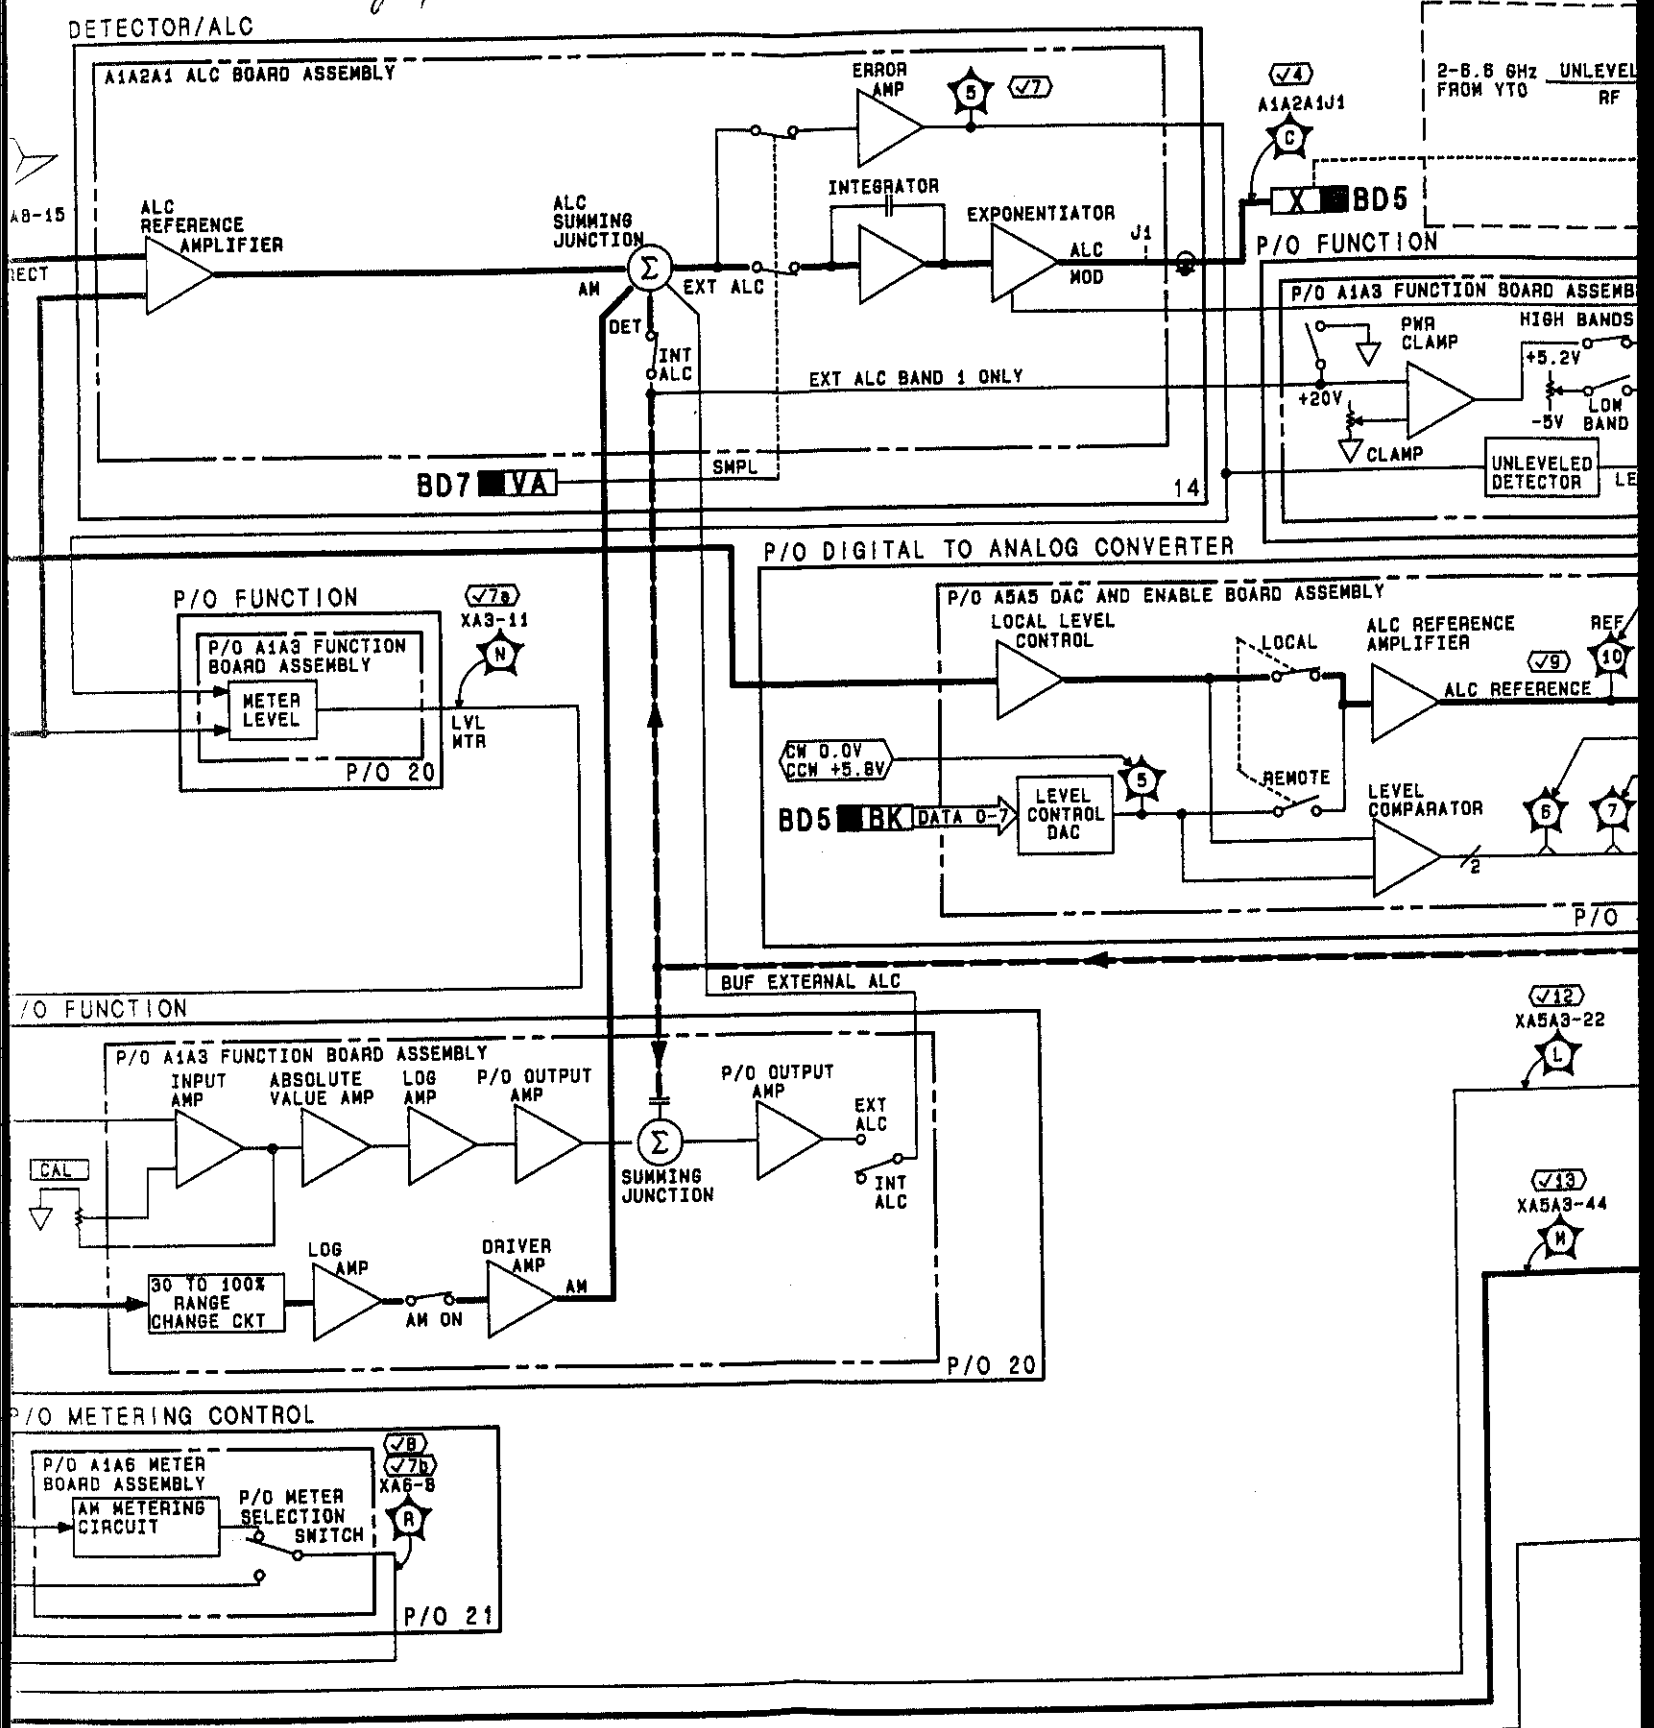 DETECTOR/ALC
A1A2A1 ALC BOARD ASSEMBLY
ERROR
AMP
5
√7
√4
A1A2A1J1
C
2-6.6 GHz
FROM YTO
UNLEVEL
RF
A8-15
ALC
REFERENCE
AMPLIFIER
ALC
SUMMING
JUNCTION
Σ
INTEGRATOR
EXPONENTIATOR
ALC
MOD
J1
X
BD5
RECT
AM
EXT ALC
DET
INT
ALC
EXT ALC BAND 1 ONLY
P/O FUNCTION
P/O A1A3 FUNCTION BOARD ASSEMB
PWR
CLAMP
HIGH BANDS
+5.2V
+20V
-5V
LOW
BAND
CLAMP
UNLEVELED
DETECTOR
LE
BD7
VA
SMPL
14
P/O DIGITAL TO ANALOG CONVERTER
P/O FUNCTION
√7a
XA3-11
N
P/O A1A3 FUNCTION
BOARD ASSEMBLY
METER
LEVEL
LVL
MTR
P/O 20
P/O A5A5 DAC AND ENABLE BOARD ASSEMBLY
LOCAL LEVEL
CONTROL
LOCAL
ALC REFERENCE
AMPLIFIER
REF
√9
10
ALC REFERENCE
CW 0.0V
CCW +5.8V
5
REMOTE
BD5
BK
DATA 0-7
LEVEL
CONTROL
DAC
LEVEL
COMPARATOR
6
7
2
P/O
BUF EXTERNAL ALC
/O FUNCTION
P/O A1A3 FUNCTION BOARD ASSEMBLY
INPUT
AMP
ABSOLUTE
VALUE AMP
LOG
AMP
P/O OUTPUT
AMP
P/O OUTPUT
AMP
EXT
ALC
Σ
SUMMING
JUNCTION
INT
ALC
CAL
√12
XA5A3-22
L
√13
XA5A3-44
M
30 TO 100%
RANGE
CHANGE CKT
LOG
AMP
AM ON
DRIVER
AMP
AM
P/O 20
P/O METERING CONTROL
P/O A1A6 METER
BOARD ASSEMBLY
AM METERING
CIRCUIT
P/O METER
SELECTION
SWITCH
√8
√7b
XA6-8
R
P/O 21